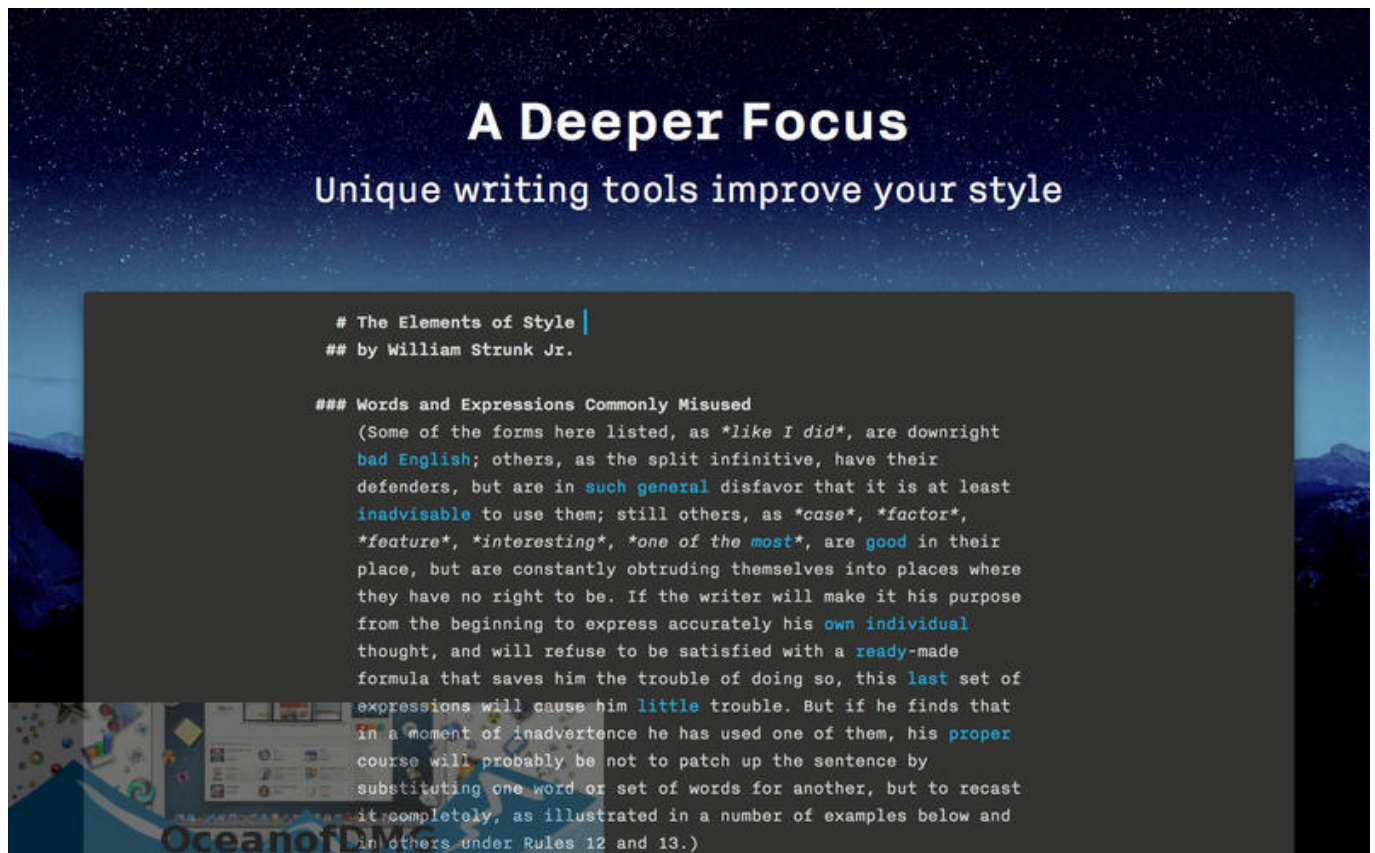 A Deeper Focus
Unique writing tools improve your style
# The Elements of Style
## by William Strunk Jr.
### Words and Expressions Commonly Misused
(Some of the forms here listed, as *like I did*, are downright
bad English; others, as the split infinitive, have their
defenders, but are in such general disfavor that it is at least
inadvisable to use them; still others, as *case*, *factor*,
*feature*, *interesting*, *one of the most*, are good in their
place, but are constantly obtruding themselves into places where
they have no right to be. If the writer will make it his purpose
from the beginning to express accurately his own individual
thought, and will refuse to be satisfied with a ready-made
formula that saves him the trouble of doing so, this last set of
expressions will cause him little trouble. But if he finds that
in a moment of inadvertence he has used one of them, his proper
course will probably be not to patch up the sentence by
substituting one word or set of words for another, but to recast
it completely, as illustrated in a number of examples below and
in others under Rules 12 and 13.)
OceanofDMG